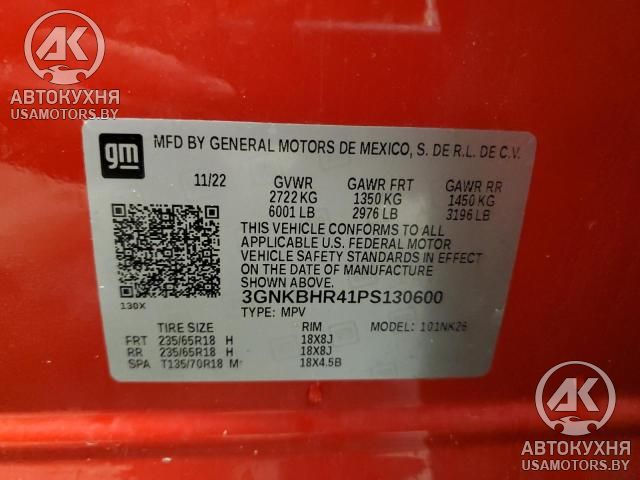 АК
АВТОКУХНЯ
USAMOTORS.BY
gm
MFD BY GENERAL MOTORS DE MEXICO, S. DE R.L. DE C.V.
11/22 GVWR GAWR FRT GAWR RR
2722 KG 1350 KG 1450 KG
6001 LB 2976 LB 3196 LB
THIS VEHICLE CONFORMS TO ALL
APPLICABLE U.S. FEDERAL MOTOR
VEHICLE SAFETY STANDARDS IN EFFECT
ON THE DATE OF MANUFACTURE
SHOWN ABOVE.
3GNKBHR41PS130600
130X
TYPE: MPV MODEL: 101NK26
TIRE SIZE RIM
FRT 235/65R18 H 18X8J
RR 235/65R18 H 18X8J
SPA T135/70R18 M 18X4.5B
АК
АВТОКУХНЯ
USAMOTORS.BY